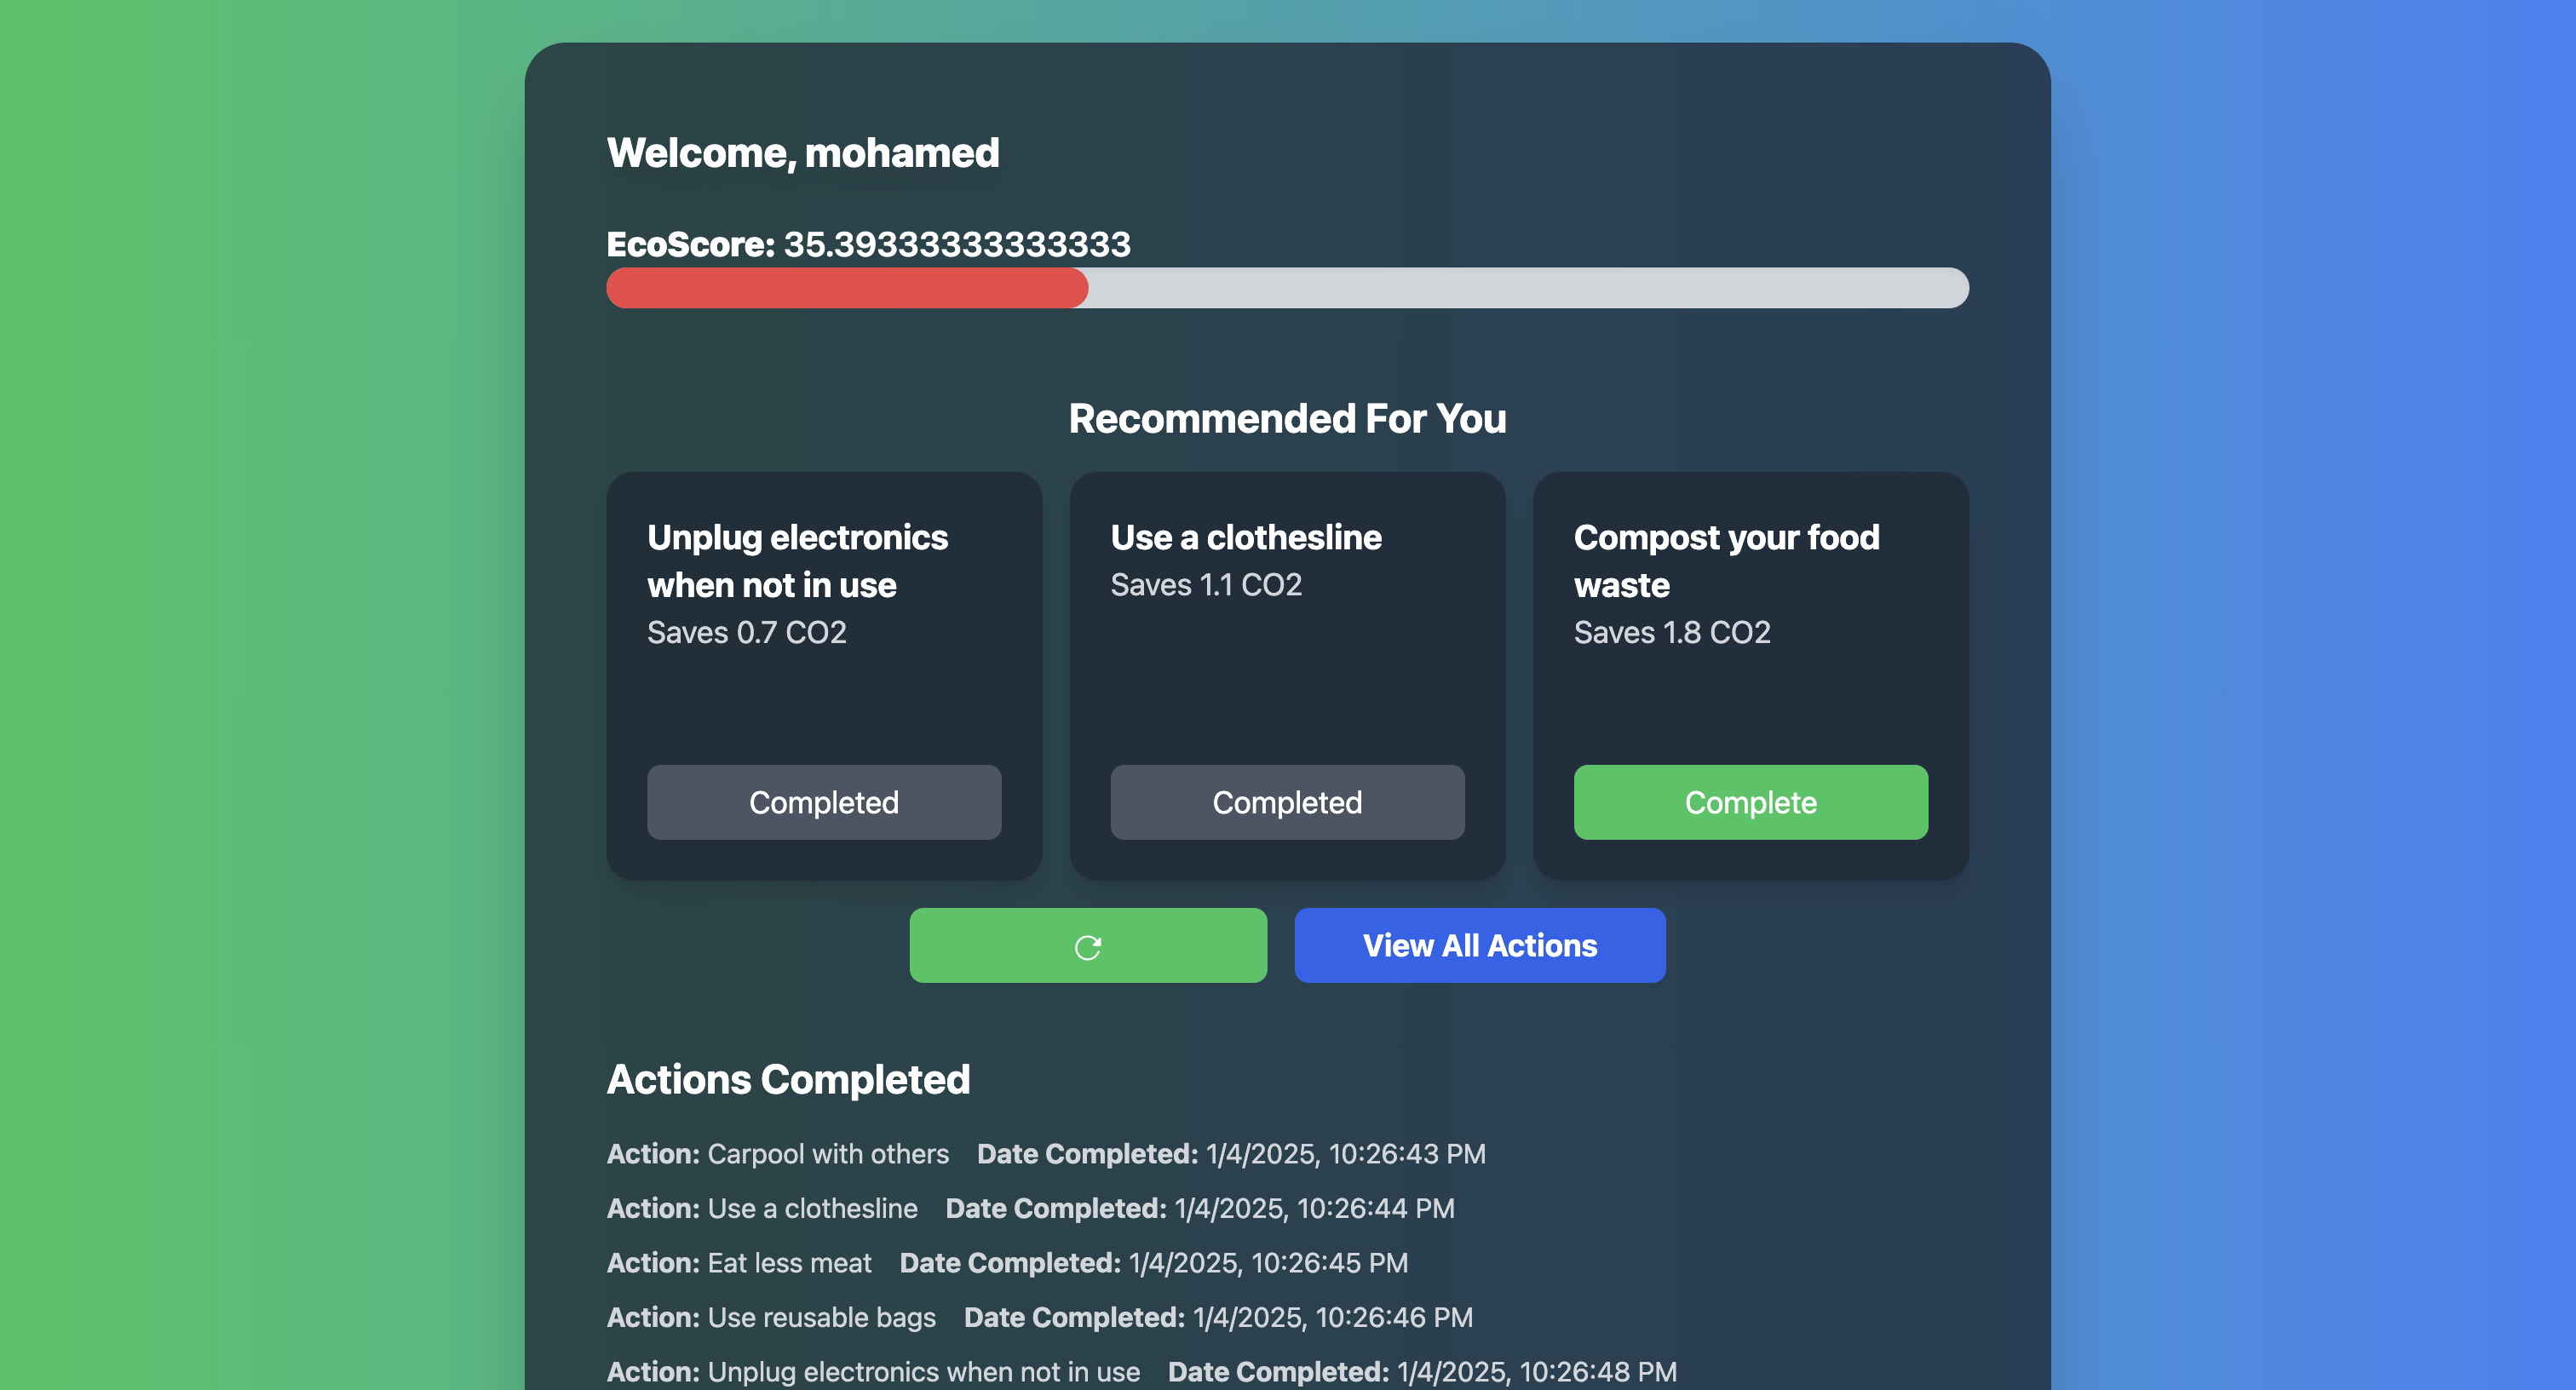 Welcome, mohamed
EcoScore: 35.39333333333333
Recommended For You
Unplug electronics
when not in use
Saves 0.7 CO2
Completed
Use a clothesline
Saves 1.1 CO2
Completed
Compost your food
waste
Saves 1.8 CO2
Complete
View All Actions
Actions Completed
Action: Carpool with others Date Completed: 1/4/2025, 10:26:43 PM
Action: Use a clothesline Date Completed: 1/4/2025, 10:26:44 PM
Action: Eat less meat Date Completed: 1/4/2025, 10:26:45 PM
Action: Use reusable bags Date Completed: 1/4/2025, 10:26:46 PM
Action: Unplug electronics when not in use Date Completed: 1/4/2025, 10:26:48 PM